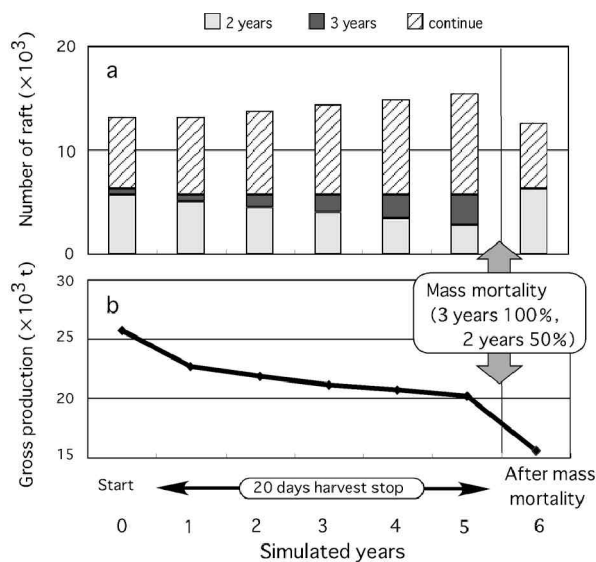 2 years 3 years continue
20
a
10
0
Number of raft (×10³)
30
b
25
20
15
Gross production (×10³ t)
Mass mortality
(3 years 100%,
2 years 50%)
Start
20 days harvest stop
After mass
mortality
0 1 2 3 4 5 6
Simulated years